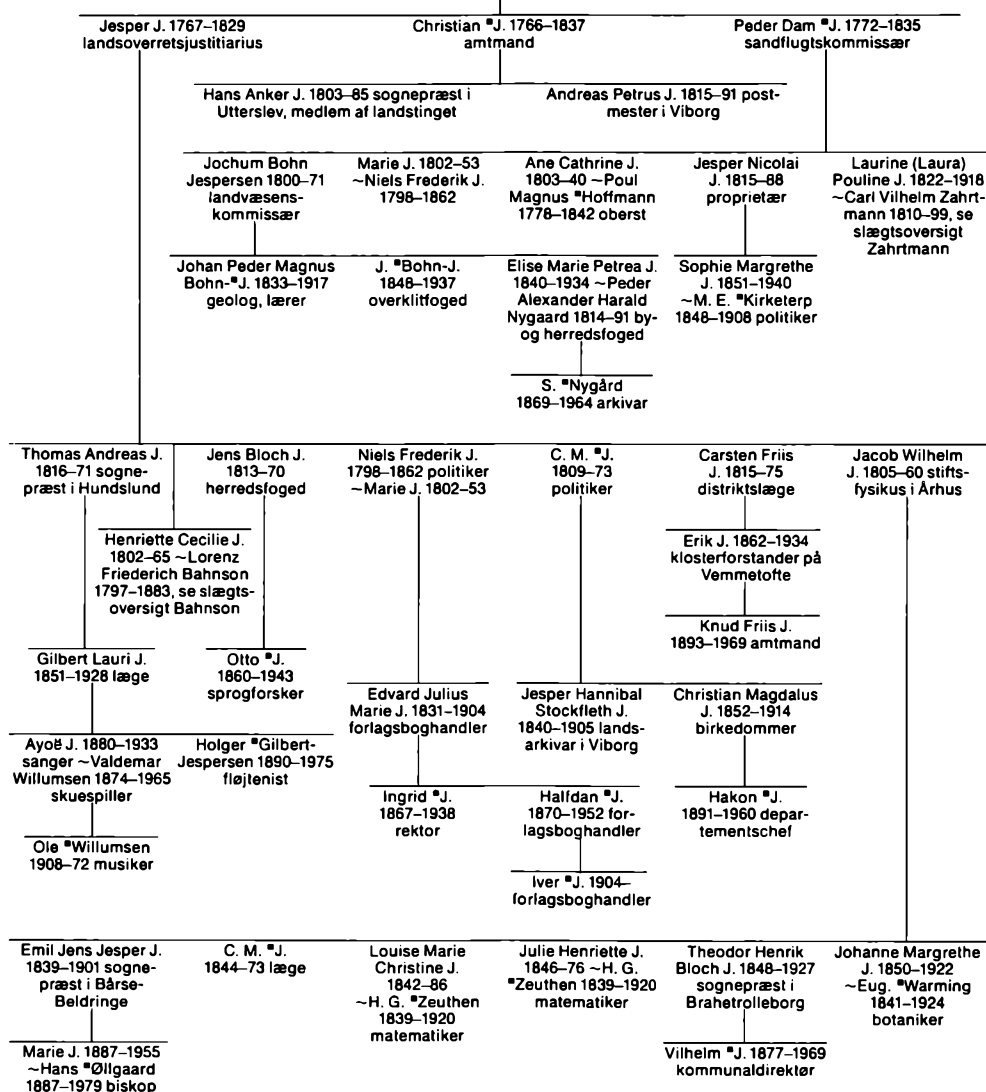 Jesper J. 1767–1829
landsoverretsjustitiarius
Christian ■J. 1766–1837
amtmand
Peder Dam ■J. 1772–1835
sandflugtskommissær
Hans Anker J. 1803–85 sognepræst i
Utterslev, medlem af landstinget
Andreas Petrus J. 1815–91 post-
mester i Viborg
Jochum Bohn
Jespersen 1800–71
landvæsens-
kommissær
Marie J. 1802–53
~Niels Frederik J.
1798–1862
Ane Cathrine J.
1803–40 ~Poul
Magnus ■Hoffmann
1778–1842 oberst
Jesper Nicolai
J. 1815–88
proprietær
Laurine (Laura)
Pouline J. 1822–1918
~Carl Vilhelm Zahrt-
mann 1810–99, se
slægtsoversigt
Zahrtmann
Johan Peder Magnus
Bohn-■J. 1833–1917
geolog, lærer
J. ■Bohn-J.
1848–1937
overklitfoged
Elise Marie Petrea J.
1840–1934 ~Peder
Alexander Harald
Nygaard 1814–91 by-
og herredsfoged
Sophie Margrethe
J. 1851–1940
~M. E. ■Kirketerp
1848–1908 politiker
S. ■Nygård
1869–1964 arkivar
Thomas Andreas J.
1816–71 sogne-
præst i Hundslund
Jens Bloch J.
1813–70
herredsfoged
Niels Frederik J.
1798–1862 politiker
~Marie J. 1802–53
C. M. ■J.
1809–73
politiker
Carsten Friis
J. 1815–75
distriktslæge
Jacob Wilhelm
J. 1805–60 stifts-
fysikus i Århus
Henriette Cecilie J.
1802–65 ~Lorenz
Friederich Bahnson
1797–1883, se slægts-
oversigt Bahnson
Erik J. 1862–1934
klosterforstander på
Vemmetofte
Knud Friis J.
1893–1969 amtmand
Gilbert Lauri J.
1851–1928 læge
Otto ■J.
1860–1943
sprogforsker
Edvard Julius
Marie J. 1831–1904
forlagsboghandler
Jesper Hannibal
Stockfleth J.
1840–1905 lands-
arkivar i Viborg
Christian Magdalus
J. 1852–1914
birkedommer
Ayoë J. 1880–1933
sanger ~Valdemar
Willumsen 1874–1965
skuespiller
Holger ■Gilbert-
Jespersen 1890–1975
fløjtenist
Ingrid ■J.
1867–1938
rektor
Halfdan ■J.
1870–1952 for-
lagsboghandler
Hakon ■J.
1891–1960 depar-
tementschef
Ole ■Willumsen
1908–72 musiker
Iver ■J. 1904–
forlagsboghandler
Emil Jens Jesper J.
1839–1901 sogne-
præst i Bårse-
Beldringe
C. M. ■J.
1844–73 læge
Louise Marie
Christine J.
1842–86
~H. G. ■Zeuthen
1839–1920
matematiker
Julie Henriette J.
1846–76 ~H. G.
■Zeuthen 1839–1920
matematiker
Theodor Henrik
Bloch J. 1848–1927
sognepræst i
Brahetrolleborg
Johanne Margrethe
J. 1850–1922
~Eug. ■Warming
1841–1924
botaniker
Marie J. 1887–1955
~Hans ■Øllgaard
1887–1979 biskop
Vilhelm ■J. 1877–1969
kommunaldirektør